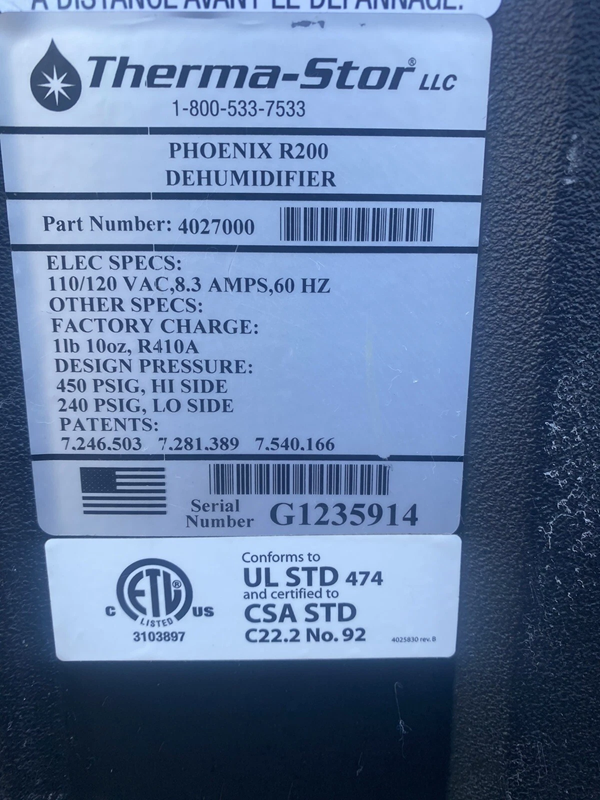 A DISTANCE AVANT LE DEPANNAGE.
Therma-Stor® LLC
1-800-533-7533
PHOENIX R200
DEHUMIDIFIER
Part Number: 4027000
ELEC SPECS:
110/120 VAC,8.3 AMPS,60 HZ
OTHER SPECS:
FACTORY CHARGE:
1lb 10oz, R410A
DESIGN PRESSURE:
450 PSIG, HI SIDE
240 PSIG, LO SIDE
PATENTS:
7,246,503 7,281,389 7,540,166
Serial
Number G1235914
Conforms to
UL STD 474
and certified to
CSA STD
C22.2 No. 92
C ETL® US
LISTED
3103897
4025830 rev. B